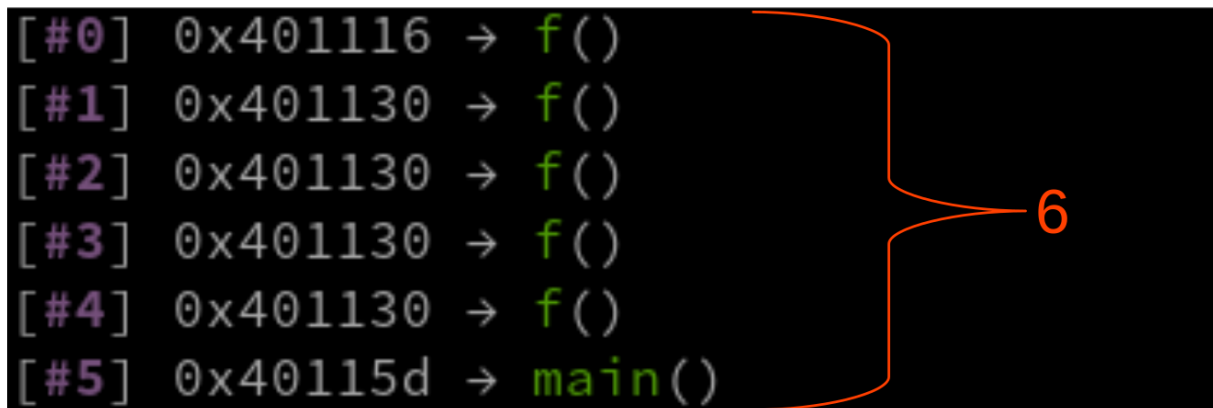 [#0] 0x401116 → f()
[#1] 0x401130 → f()
[#2] 0x401130 → f()
[#3] 0x401130 → f()
[#4] 0x401130 → f()
[#5] 0x40115d → main()
6